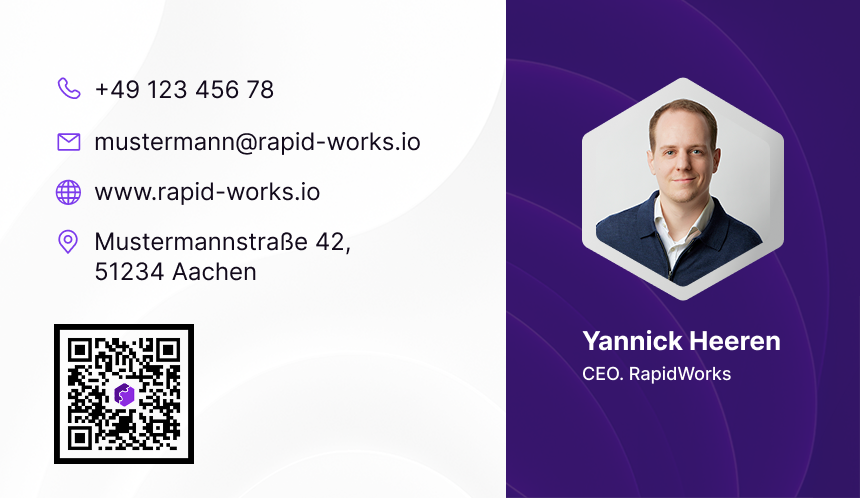 +49 123 456 78
mustermann@rapid-works.io
www.rapid-works.io
Mustermannstraße 42,
51234 Aachen
Yannick Heeren
CEO. RapidWorks